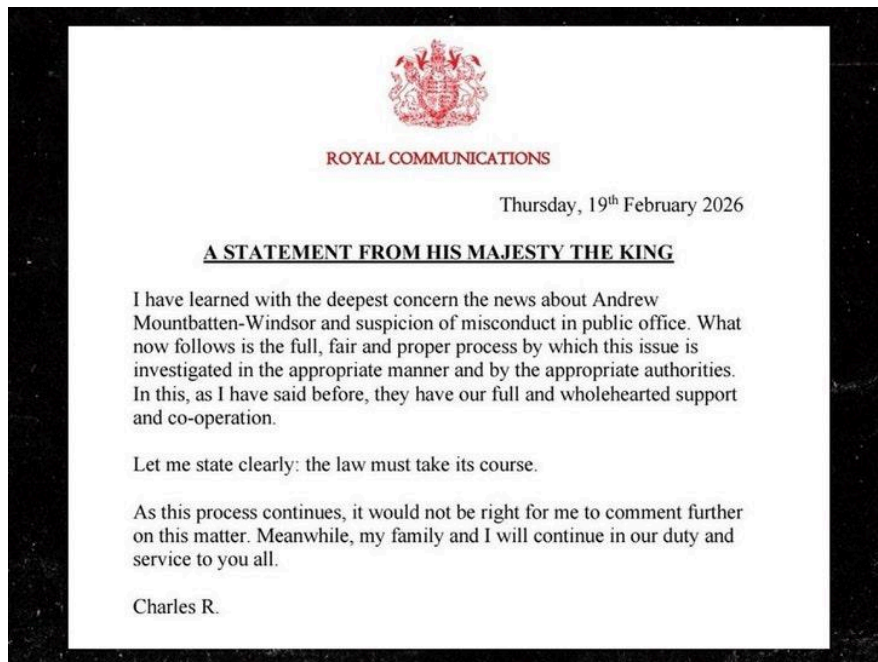 ROYAL COMMUNICATIONS
Thursday, 19th February 2026
A STATEMENT FROM HIS MAJESTY THE KING
I have learned with the deepest concern the news about Andrew
Mountbatten-Windsor and suspicion of misconduct in public office. What
now follows is the full, fair and proper process by which this issue is
investigated in the appropriate manner and by the appropriate authorities.
In this, as I have said before, they have our full and wholehearted support
and co-operation.
Let me state clearly: the law must take its course.
As this process continues, it would not be right for me to comment further
on this matter. Meanwhile, my family and I will continue in our duty and
service to you all.
Charles R.